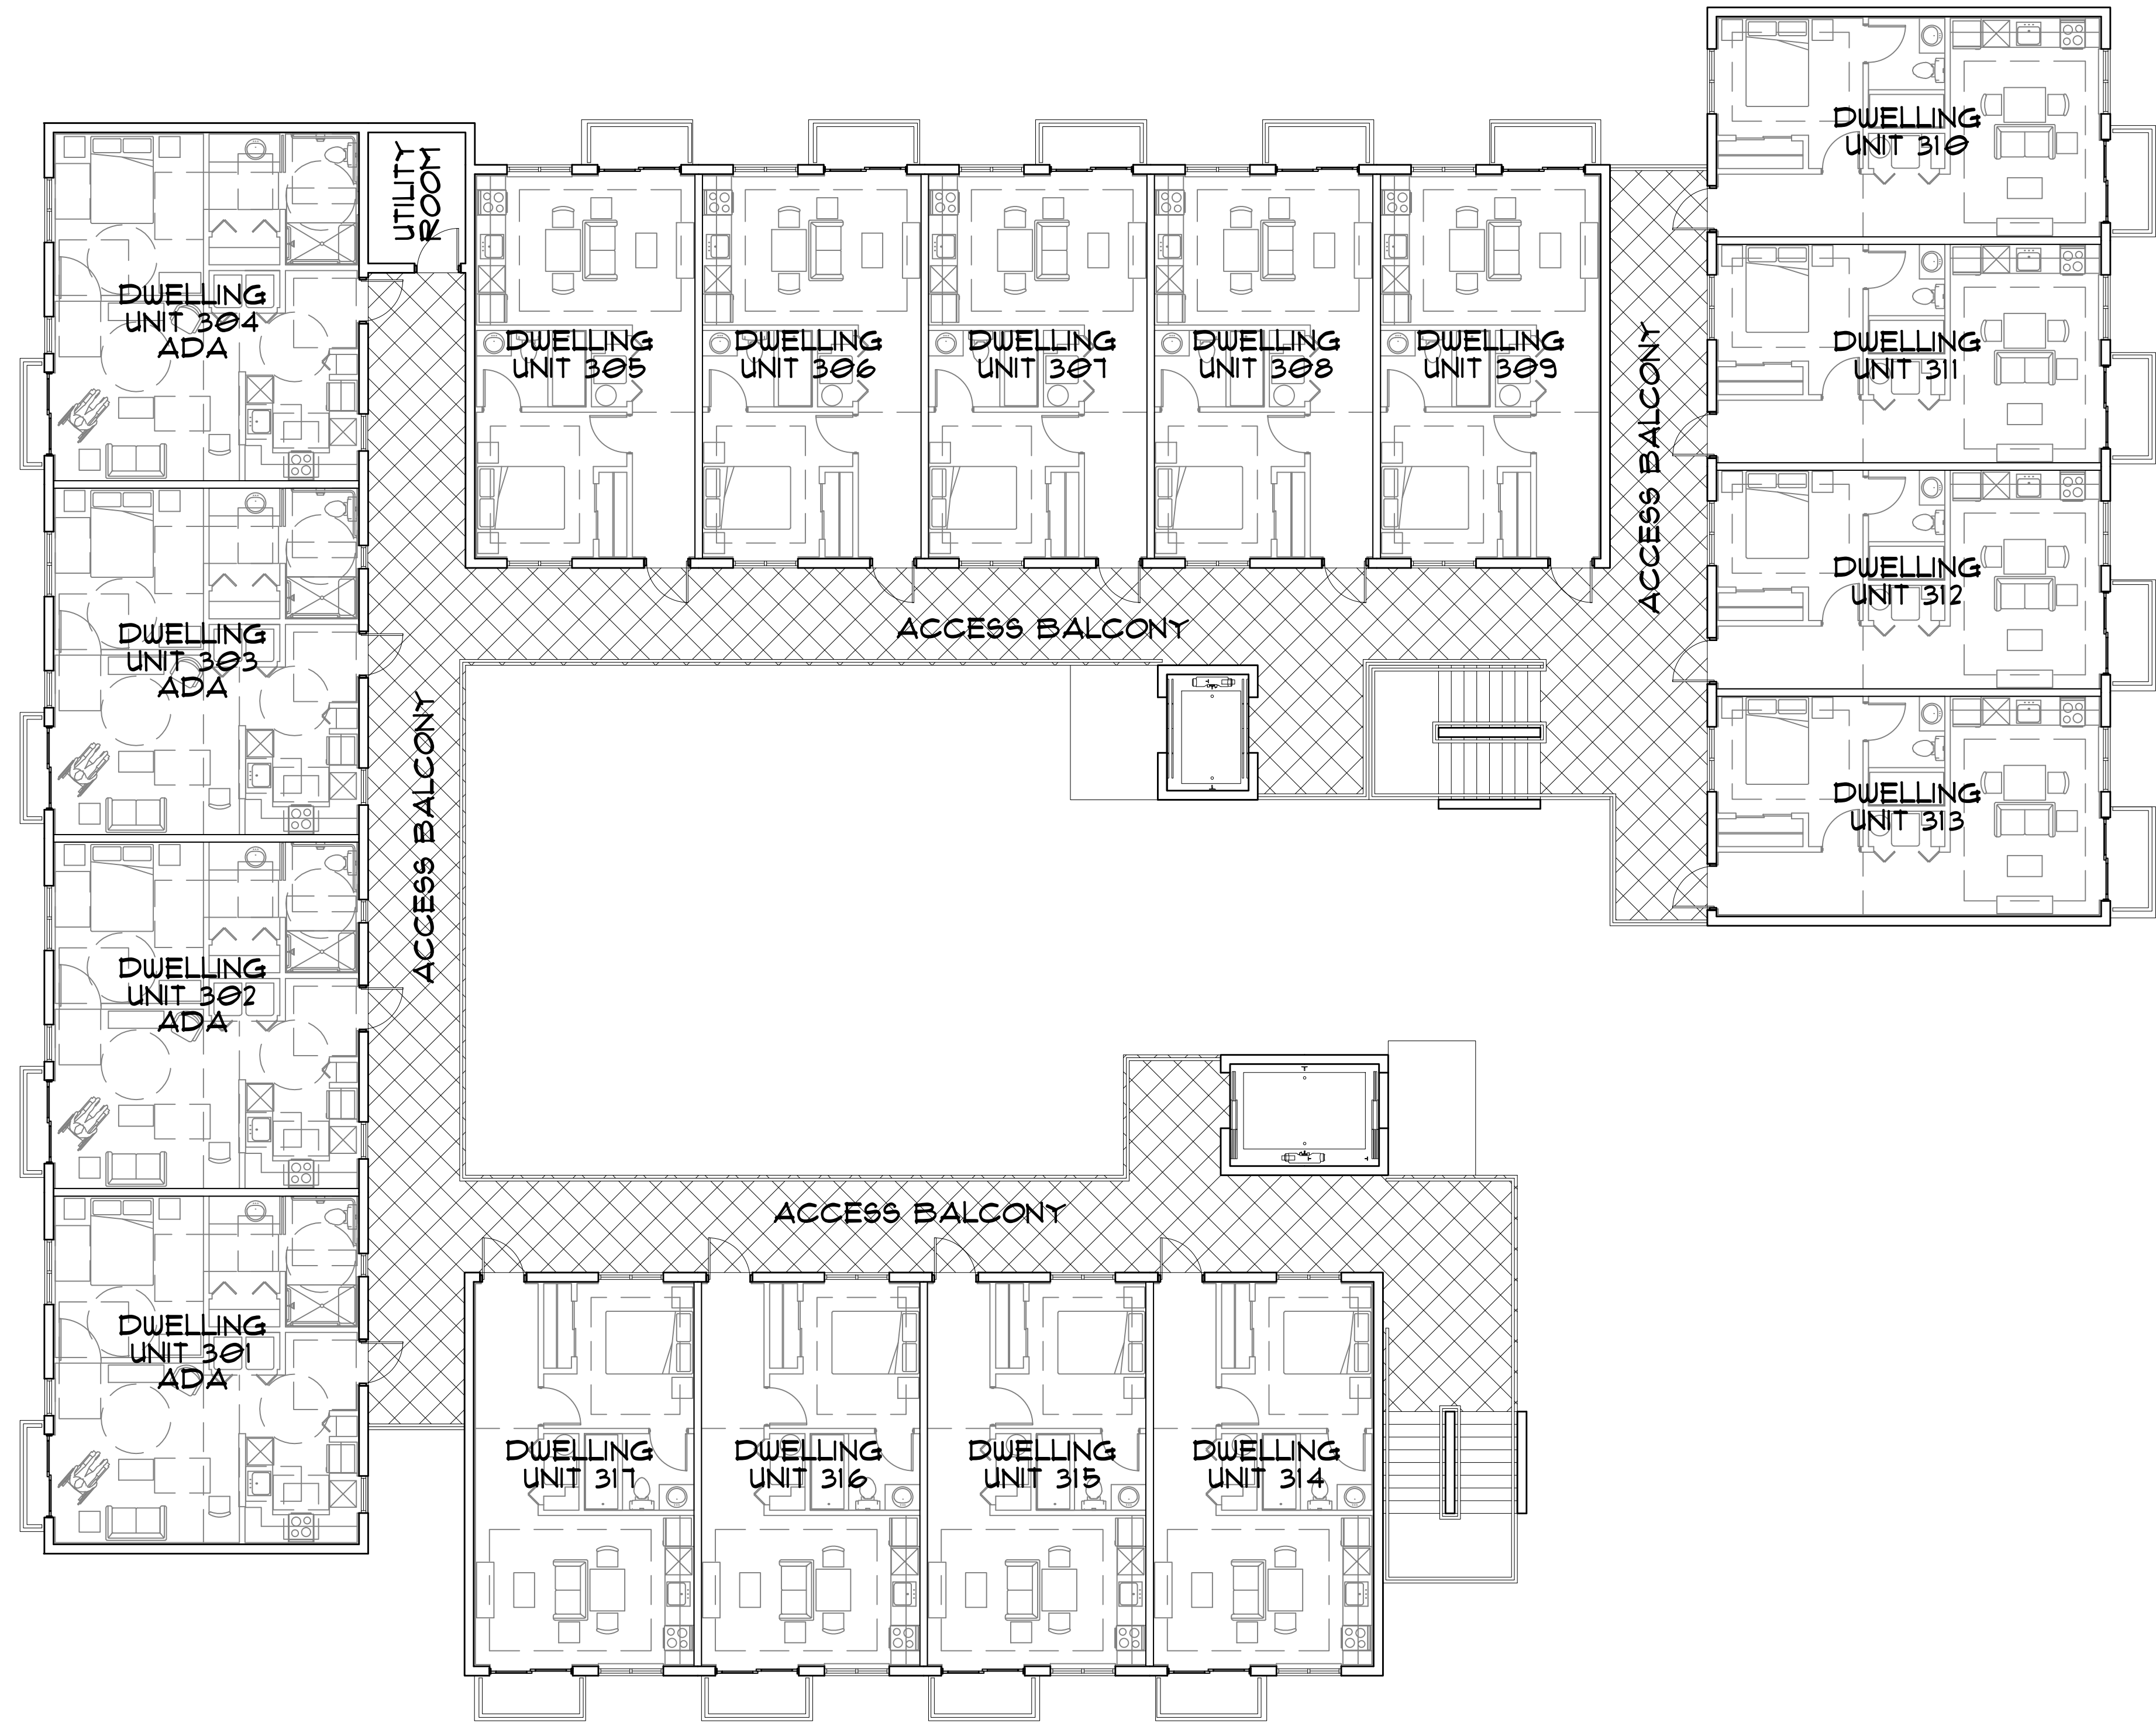 DWELLING
UNIT 310
UTILITY
ROOM
DWELLING
UNIT 304
ADA
DWELLING
UNIT 305
DWELLING
UNIT 306
DWELLING
UNIT 307
DWELLING
UNIT 308
DWELLING
UNIT 309
ACCESS BALCONY
DWELLING
UNIT 311
DWELLING
UNIT 312
ACCESS BALCONY
DWELLING
UNIT 303
ADA
ACCESS BALCONY
DWELLING
UNIT 313
DWELLING
UNIT 302
ADA
ACCESS BALCONY
DWELLING
UNIT 301
ADA
DWELLING
UNIT 317
DWELLING
UNIT 316
DWELLING
UNIT 315
DWELLING
UNIT 314